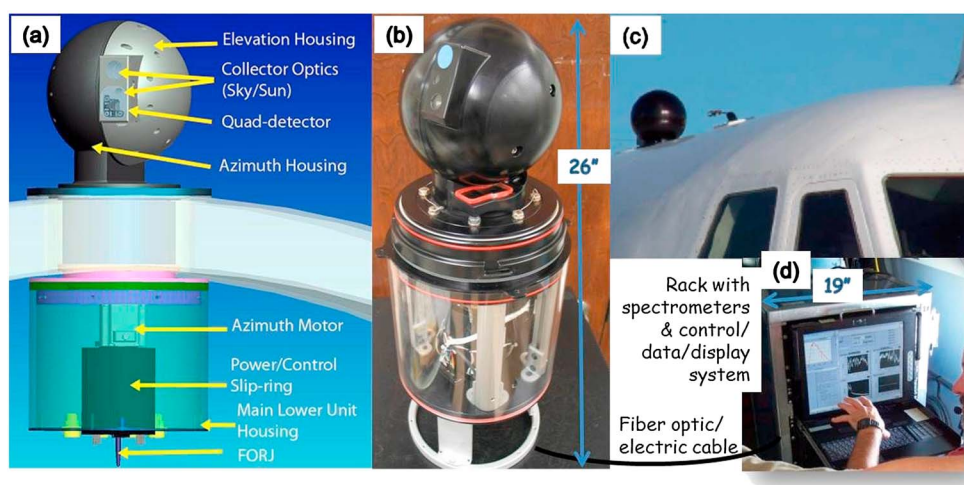 (a)
Elevation Housing
Collector Optics
(Sky/Sun)
Quad-detector
Azimuth Housing
Azimuth Motor
Power/Control
Slip-ring
Main Lower Unit
Housing
FORJ
(b)
26”
(c)
(d)
19”
Rack with
spectrometers
& control/
data/display
system
Fiber optic/
electric cable